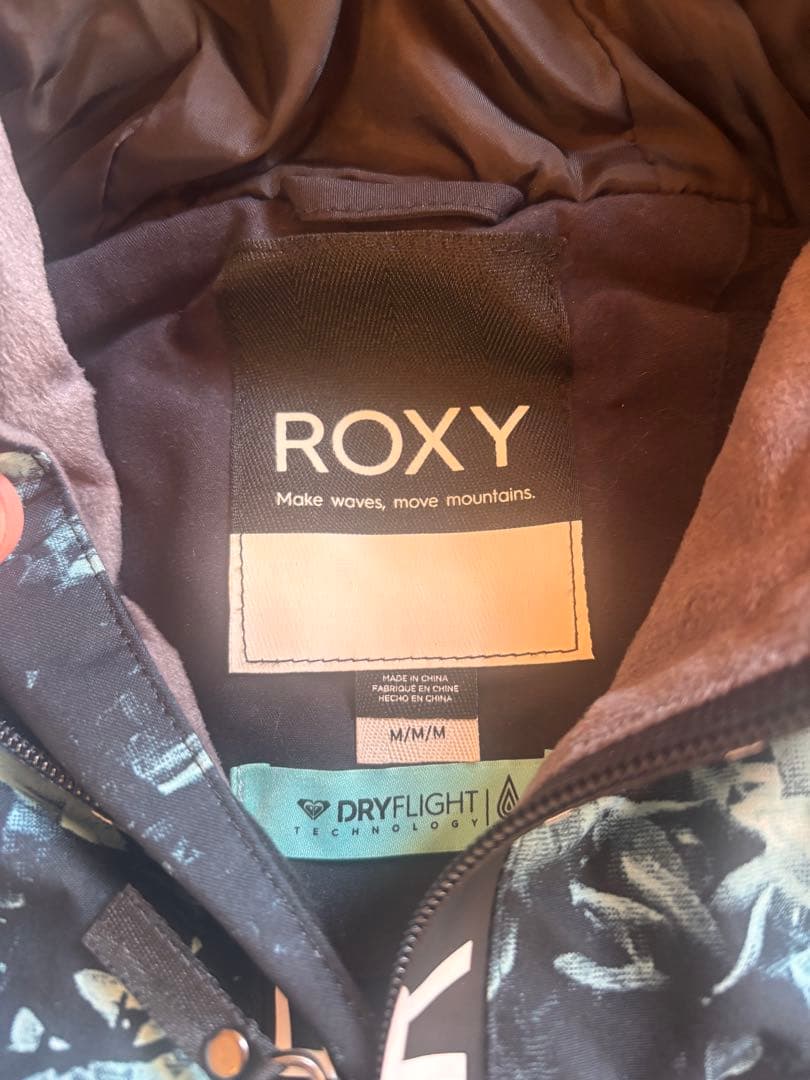 ROXY
Make waves, move mountains.
MADE IN CHINA
FABRIQUÉ EN CHINE
HECHO EN CHINA
M/M/M
DRYFLIGHT
TECHNOLOGY